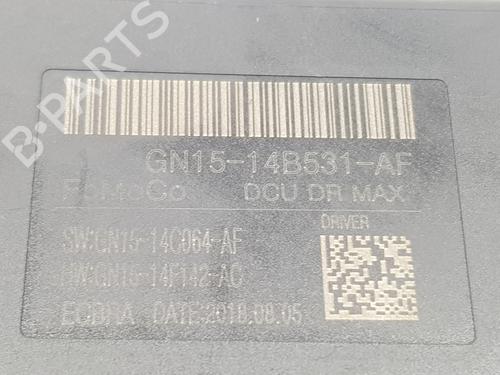 B-PARTS
GN15-14B531-AF
FoMoCo DCU DR MAX
DRIVER
SW:GN15-14C064-AF
HW:GN15-14F142-AC
ECBRA DATE:2018.08.05